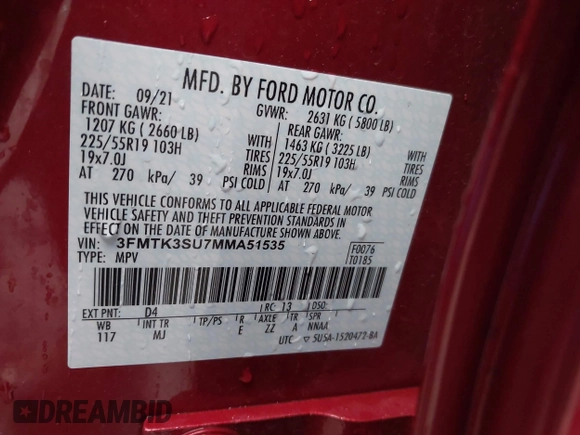 MFD. BY FORD MOTOR CO.
DATE: 09/21 GVWR: 2631 KG ( 5800 LB)
FRONT GAWR: REAR GAWR:
1207 KG ( 2660 LB) WITH 1463 KG ( 3225 LB) WITH
225/55R19 103H TIRES 225/55R19 103H TIRES
19x7.0J RIMS 19x7.0J RIMS
AT 270 kPa/ 39 PSI COLD AT 270 kPa/ 39 PSI COLD
THIS VEHICLE CONFORMS TO ALL APPLICABLE FEDERAL MOTOR
VEHICLE SAFETY AND THEFT PREVENTION STANDARDS IN
EFFECT ON THE DATE OF MANUFACTURE SHOWN ABOVE.
VIN: 3FMTK3SU7MMA51535 F0076
TYPE: MPV T0185
EXT PNT: D4 RC: 13 DSO:
WB INT TR TP/PS R AXLE TR SPR
117 MJ E ZZ A NNAA
UTC 5U5A-1520472-BA
DREAMBID